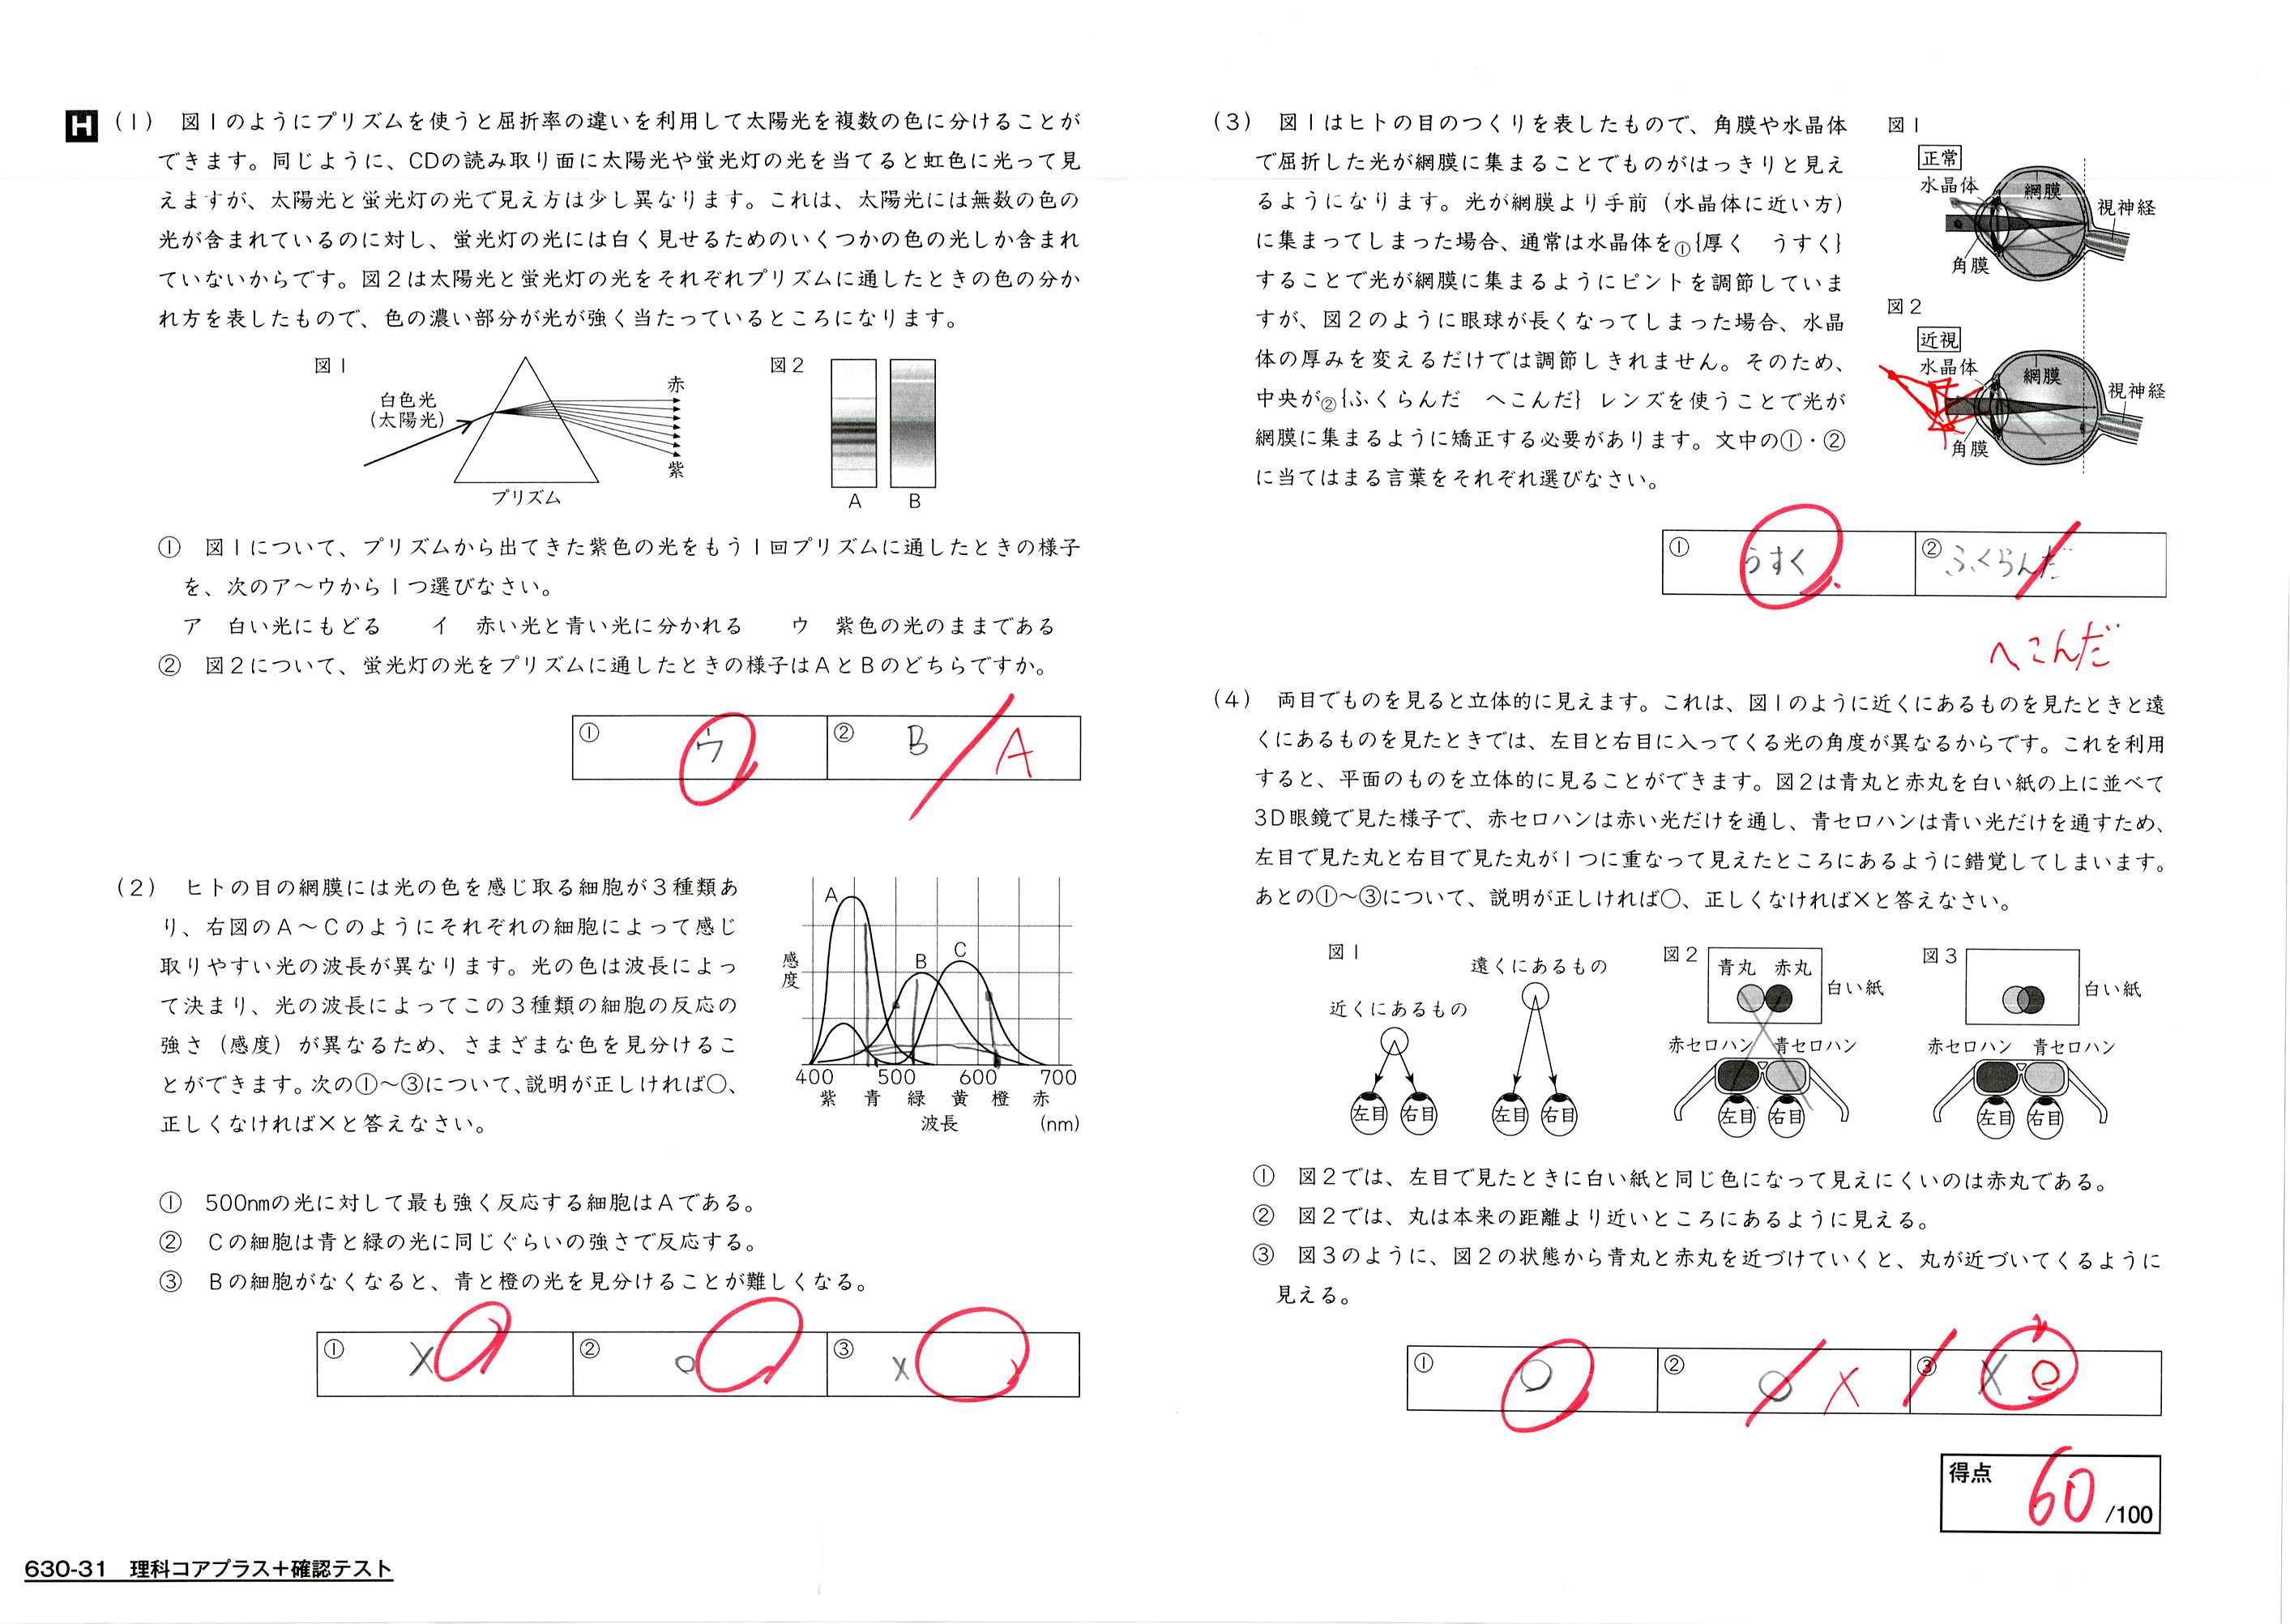 H （1） 図1のようにプリズムを使うと屈折率の違いを利用して太陽光を複数の色に分けることが
できます。同じように、CDの読み取り面に太陽光や蛍光灯の光を当てると虹色に光って見
えますが、太陽光と蛍光灯の光で見え方は少し異なります。これは、太陽光には無数の色の
光が含まれているのに対し、蛍光灯の光には白く見せるためのいくつかの色の光しか含まれ
ていないからです。図2は太陽光と蛍光灯の光をそれぞれプリズムに通したときの色の分か
れ方を表したもので、色の濃い部分が光が強く当たっているところになります。
図1
白色光
(太陽光)
赤
紫
プリズム
図2
A B
① 図1について、プリズムから出てきた紫色の光をもう1回プリズムに通したときの様子
を、次のア～ウから1つ選びなさい。
ア 白い光にもどる イ 赤い光と青い光に分かれる ウ 紫色の光のままである
② 図2について、蛍光灯の光をプリズムに通したときの様子はAとBのどちらですか。
① ウ ② B A
（2） ヒトの目の網膜には光の色を感じ取る細胞が3種類あ
り、右図のA～Cのようにそれぞれの細胞によって感じ
取りやすい光の波長が異なります。光の色は波長によっ
て決まり、光の波長によってこの3種類の細胞の反応の
強さ（感度）が異なるため、さまざまな色を見分けるこ
とができます。次の①～③について、説明が正しければ○、
正しくなければ×と答えなさい。
A
B
C
感度
400 500 600 700
紫 青 緑 黄 橙 赤
波長 (nm)
① 500nmの光に対して最も強く反応する細胞はAである。
② Cの細胞は青と緑の光に同じぐらいの強さで反応する。
③ Bの細胞がなくなると、青と橙の光を見分けることが難しくなる。
① × ② ○ ③ ×
（3） 図1はヒトの目のつくりを表したもので、角膜や水晶体
で屈折した光が網膜に集まることでものがはっきりと見え
るようになります。光が網膜より手前（水晶体に近い方）
に集まってしまった場合、通常は水晶体を①{厚く うすく}
することで光が網膜に集まるようにピントを調節していま
すが、図2のように眼球が長くなってしまった場合、水晶
体の厚みを変えるだけでは調節しきれません。そのため、
中央が②{ふくらんだ へこんだ} レンズを使うことで光が
網膜に集まるように矯正する必要があります。文中の①・②
に当てはまる言葉をそれぞれ選びなさい。
図1
正常
水晶体
網膜
視神経
角膜
図2
近視
水晶体
網膜
視神経
角膜
① うすく ② ふくらんだ
へこんだ
（4） 両目でものを見ると立体的に見えます。これは、図1のように近くにあるものを見たときと遠
くにあるものを見たときでは、左目と右目に入ってくる光の角度が異なるからです。これを利用
すると、平面のものを立体的に見ることができます。図2は青丸と赤丸を白い紙の上に並べて
3D眼鏡で見た様子で、赤セロハンは赤い光だけを通し、青セロハンは青い光だけを通すため、
左目で見た丸と右目で見た丸が1つに重なって見えたところにあるように錯覚してしまいます。
あとの①～③について、説明が正しければ○、正しくなければ×と答えなさい。
図1
遠くにあるもの
近くにあるもの
左目 右目 左目 右目
図2
青丸 赤丸
白い紙
赤セロハン 青セロハン
左目 右目
図3
白い紙
赤セロハン 青セロハン
左目 右目
① 図2では、左目で見たときに白い紙と同じ色になって見えにくいのは赤丸である。
② 図2では、丸は本来の距離より近いところにあるように見える。
③ 図3のように、図2の状態から青丸と赤丸を近づけていくと、丸が近づいてくるように
見える。
① ○ ② ○ × ③ × ○
得点 60 /100
630-31 理科コアプラス＋確認テスト